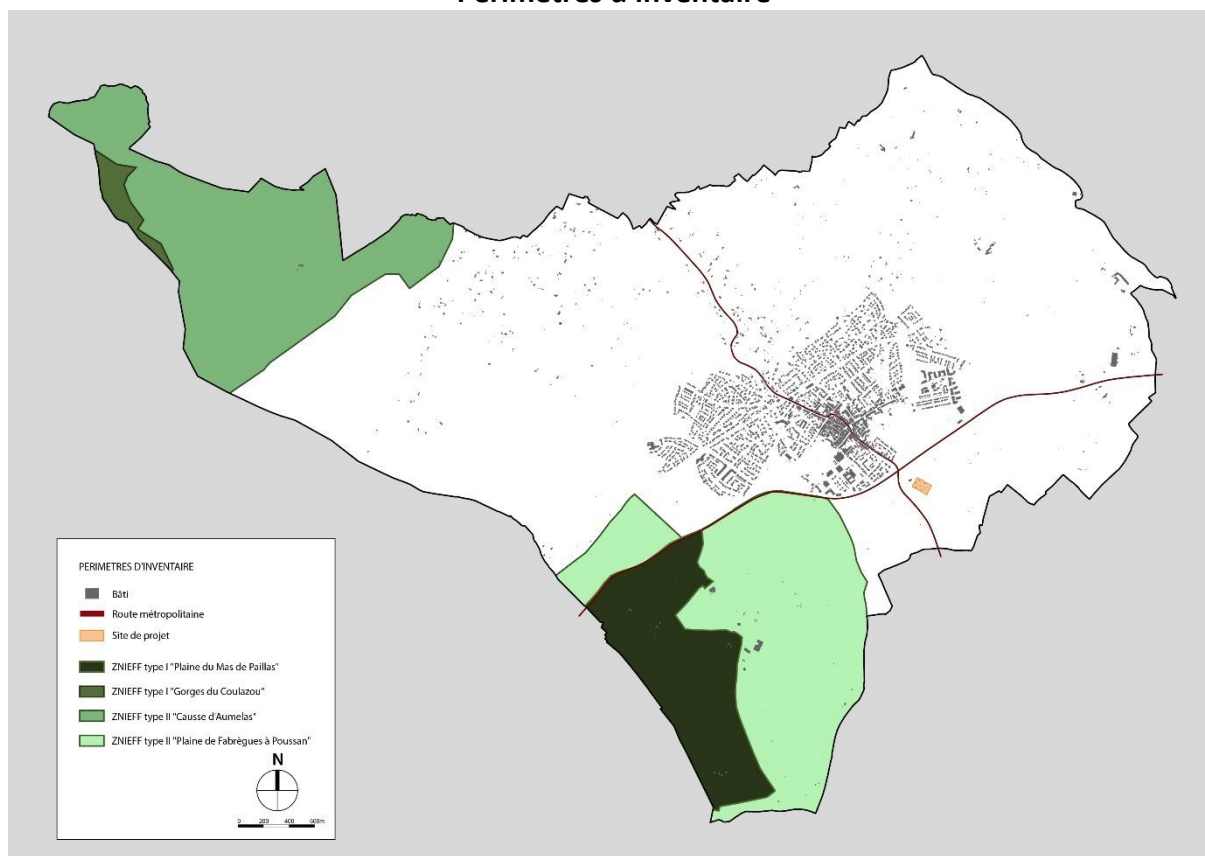 Périmètres d'inventaire
PERIMETRES D'INVENTAIRE
Bâti
Route métropolitaine
Site de projet
ZNIEFF type I "Plaine du Mas de Paillas"
ZNIEFF type I "Gorges du Coulazou"
ZNIEFF type II "Causse d'Aumelas"
ZNIEFF type II "Plaine de Fabrègues à Poussan"
N
0 200 400 600m